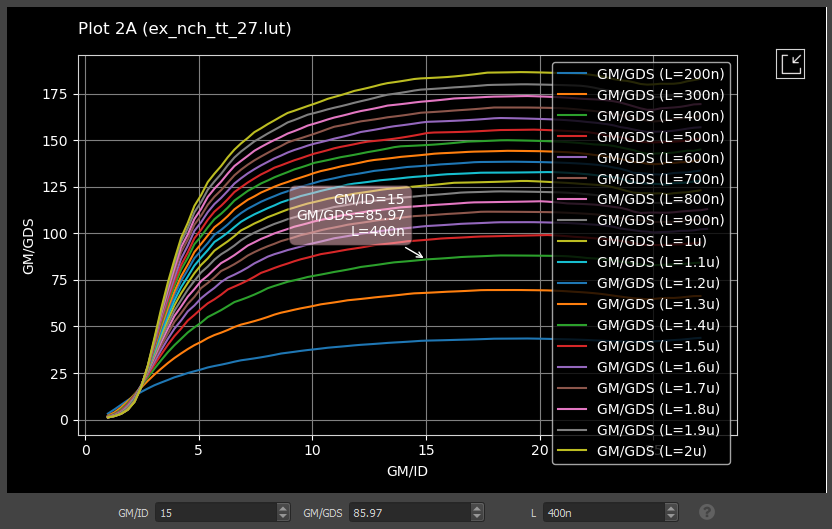 Plot 2A (ex_nch_tt_27.lut)
GM/GDS
175
150
125
100
75
50
25
0
0
5
10
15
20
GM/ID
GM/ID=15
GM/GDS=85.97
L=400n
GM/GDS (L=200n)
GM/GDS (L=300n)
GM/GDS (L=400n)
GM/GDS (L=500n)
GM/GDS (L=600n)
GM/GDS (L=700n)
GM/GDS (L=800n)
GM/GDS (L=900n)
GM/GDS (L=1u)
GM/GDS (L=1.1u)
GM/GDS (L=1.2u)
GM/GDS (L=1.3u)
GM/GDS (L=1.4u)
GM/GDS (L=1.5u)
GM/GDS (L=1.6u)
GM/GDS (L=1.7u)
GM/GDS (L=1.8u)
GM/GDS (L=1.9u)
GM/GDS (L=2u)
GM/ID 15 GM/GDS 85.97 L 400n ?